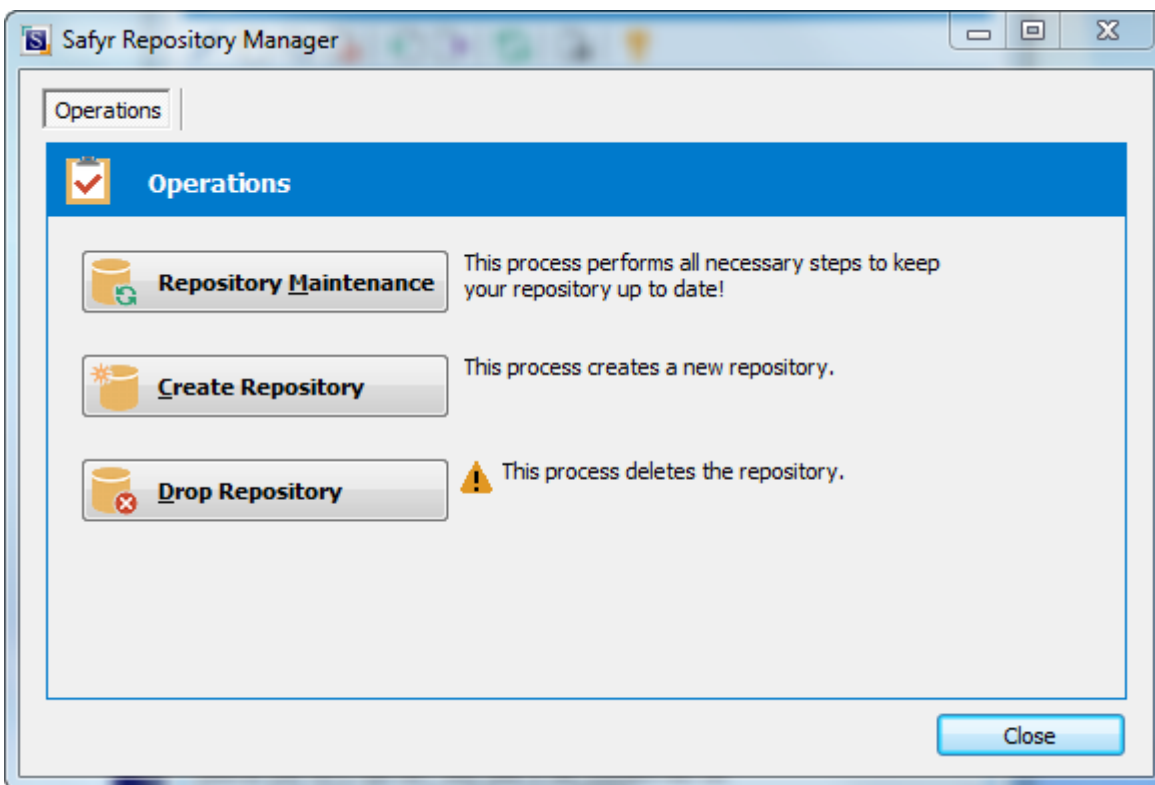 Safyr Repository Manager
Operations
Operations
Repository Maintenance
This process performs all necessary steps to keep
your repository up to date!
Create Repository
This process creates a new repository.
Drop Repository
This process deletes the repository.
Close